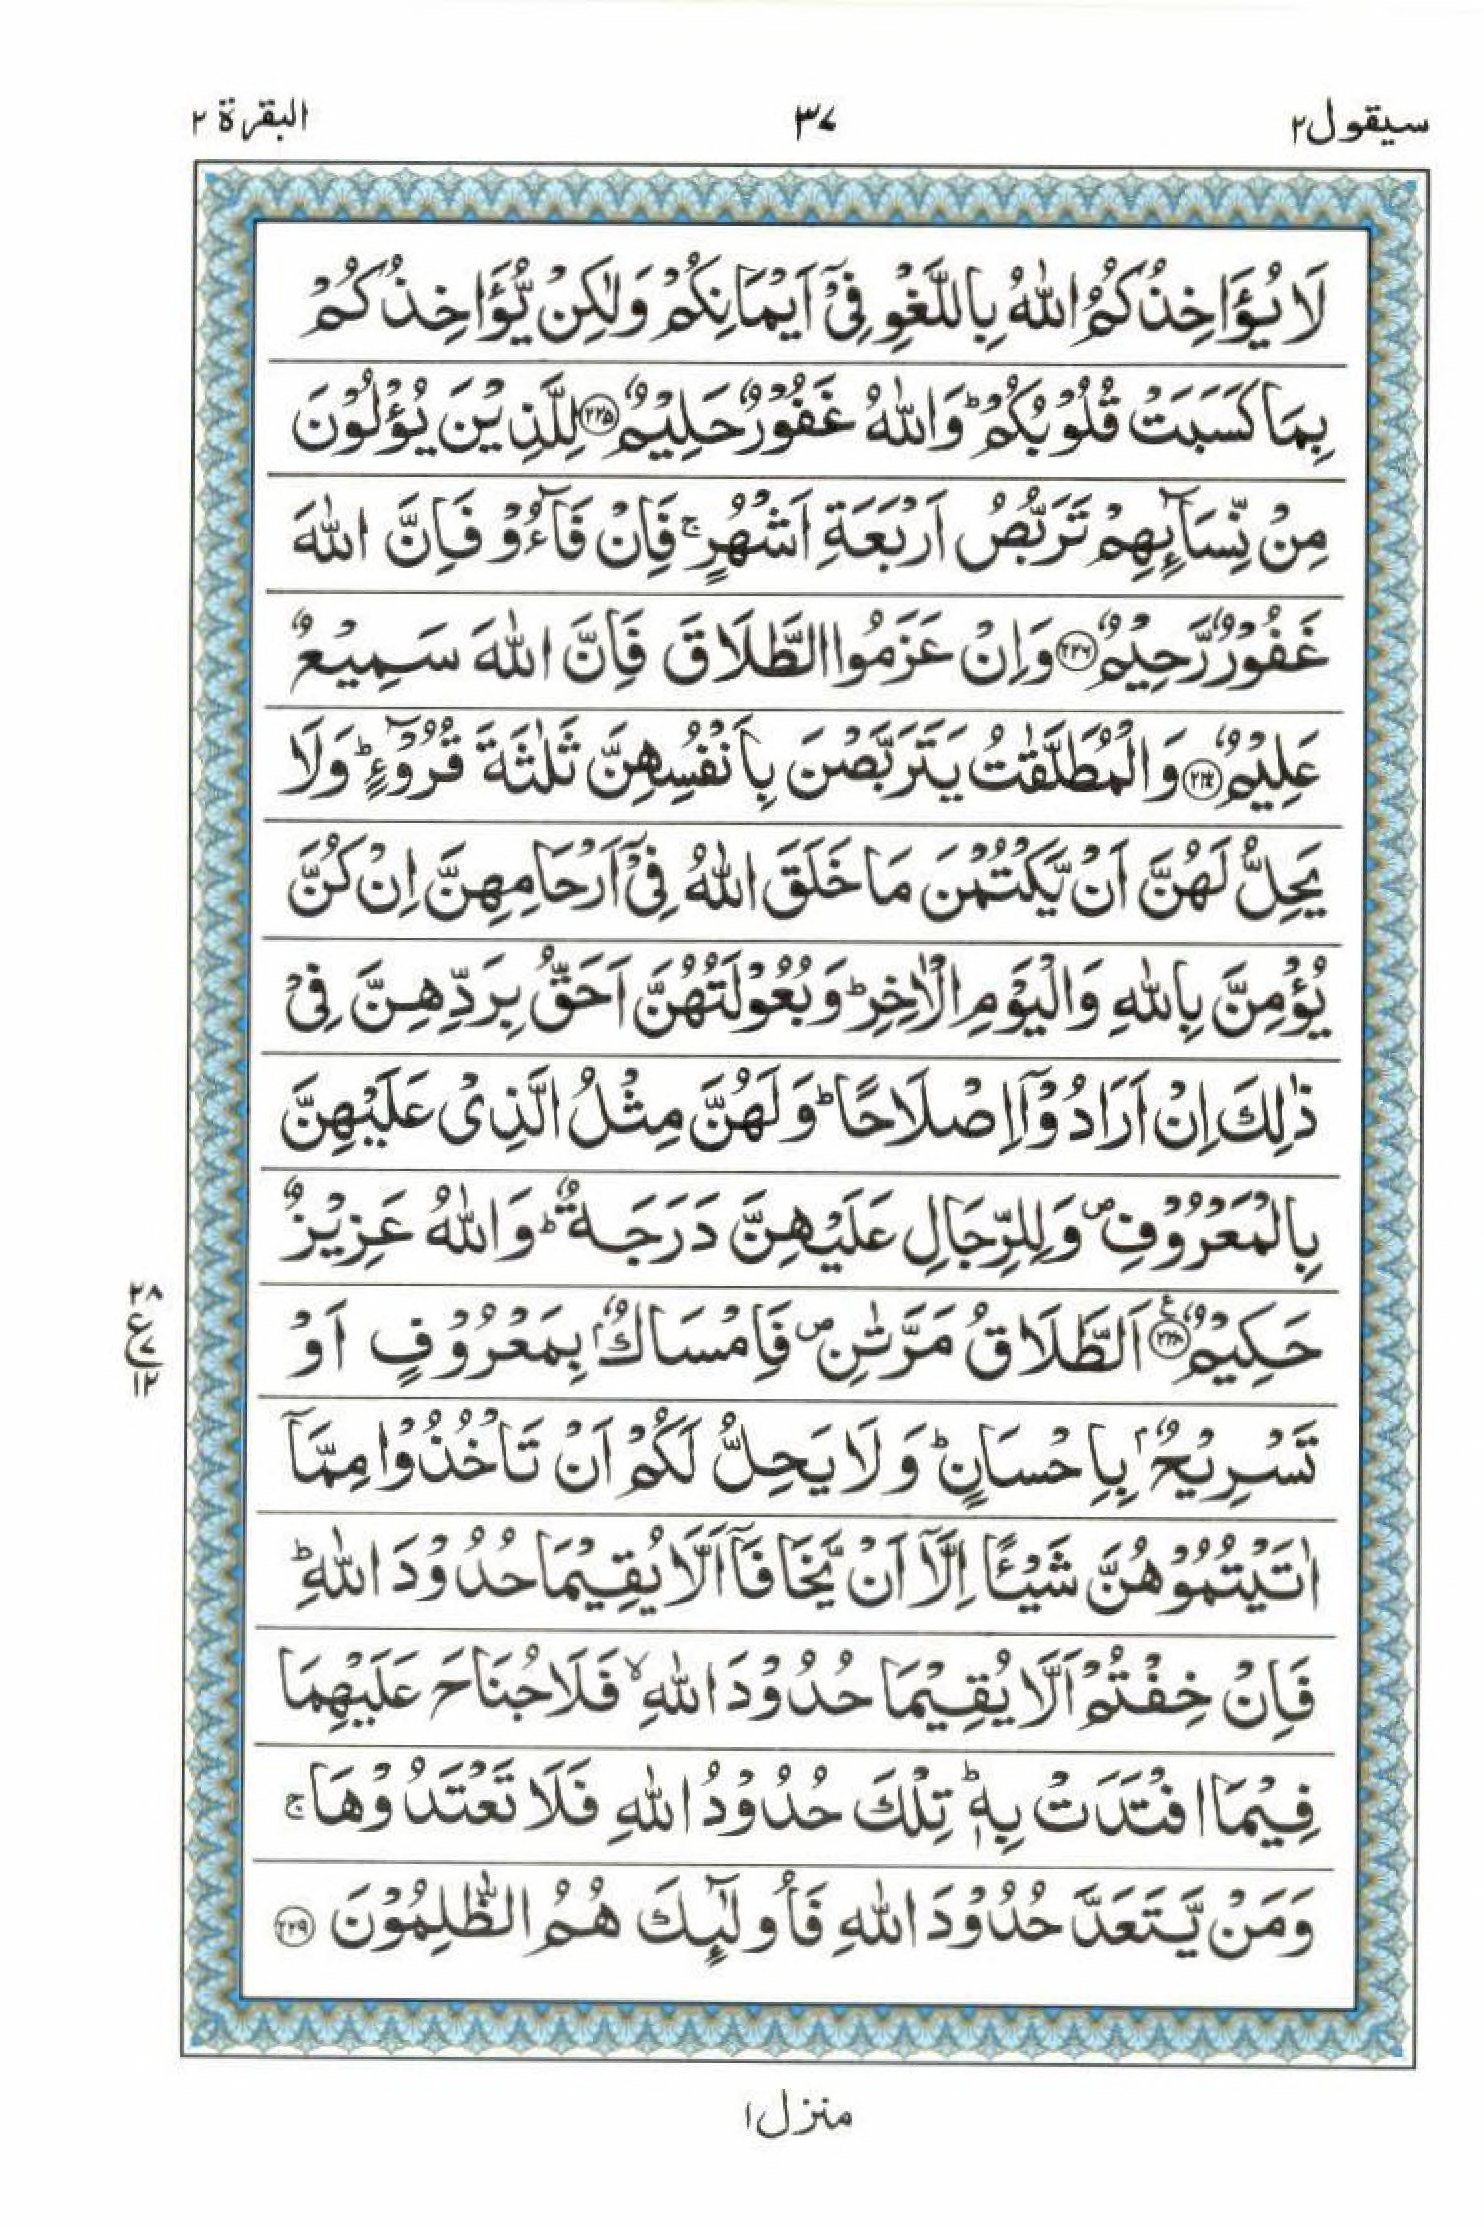 سيقول ٢ ٣٧ البقرة ٢
لَا يُؤَاخِذُكُمُ اللّٰهُ بِاللَّغْوِ فِىْٓ اَيْمَانِكُمْ وَلٰكِنْ يُّؤَاخِذُكُمْ
بِمَا كَسَبَتْ قُلُوْبُكُمْؕ وَاللّٰهُ غَفُوْرٌ حَلِيْمٌ ۝٢٢٥ لِلَّذِيْنَ يُؤْلُوْنَ
مِنْ نِّسَآئِهِمْ تَرَبُّصُ اَرْبَعَةِ اَشْهُرٍۚ فَاِنْ فَآءُوْ فَاِنَّ اللّٰهَ
غَفُوْرٌ رَّحِيْمٌ ۝٢٢٦ وَاِنْ عَزَمُوا الطَّلَاقَ فَاِنَّ اللّٰهَ سَمِيْعٌ
عَلِيْمٌ ۝٢٢٧ وَالْمُطَلَّقٰتُ يَتَرَبَّصْنَ بِاَنْفُسِهِنَّ ثَلٰثَةَ قُرُوْٓءٍؕ وَلَا
يَحِلُّ لَهُنَّ اَنْ يَّكْتُمْنَ مَا خَلَقَ اللّٰهُ فِىْٓ اَرْحَامِهِنَّ اِنْ كُنَّ
يُؤْمِنَّ بِاللّٰهِ وَالْيَوْمِ الْاٰخِرِؕ وَبُعُوْلَتُهُنَّ اَحَقُّ بِرَدِّهِنَّ فِىْ
ذٰلِكَ اِنْ اَرَادُوْٓا اِصْلَاحًاؕ وَلَهُنَّ مِثْلُ الَّذِىْ عَلَيْهِنَّ
بِالْمَعْرُوْفِ۪ وَلِلرِّجَالِ عَلَيْهِنَّ دَرَجَةٌؕ وَاللّٰهُ عَزِيْزٌ
حَكِيْمٌ ۝٢٢٨ اَلطَّلَاقُ مَرَّتٰنِ۪ فَاِمْسَاكٌۢ بِمَعْرُوْفٍ اَوْ
تَسْرِيْحٌۢ بِاِحْسَانٍؕ وَلَا يَحِلُّ لَكُمْ اَنْ تَاْخُذُوْا مِمَّآ
اٰتَيْتُمُوْهُنَّ شَيْـًٔا اِلَّآ اَنْ يَّخَافَآ اَلَّا يُقِيْمَا حُدُوْدَ اللّٰهِؕ
فَاِنْ خِفْتُمْ اَلَّا يُقِيْمَا حُدُوْدَ اللّٰهِۙ فَلَا جُنَاحَ عَلَيْهِمَا
فِيْمَا افْتَدَتْ بِهٖؕ تِلْكَ حُدُوْدُ اللّٰهِ فَلَا تَعْتَدُوْهَاۚ
وَمَنْ يَّتَعَدَّ حُدُوْدَ اللّٰهِ فَاُولٰٓئِكَ هُمُ الظّٰلِمُوْنَ ۝٢٢٩
٢٨
ع ٧
١٢
منزل ١